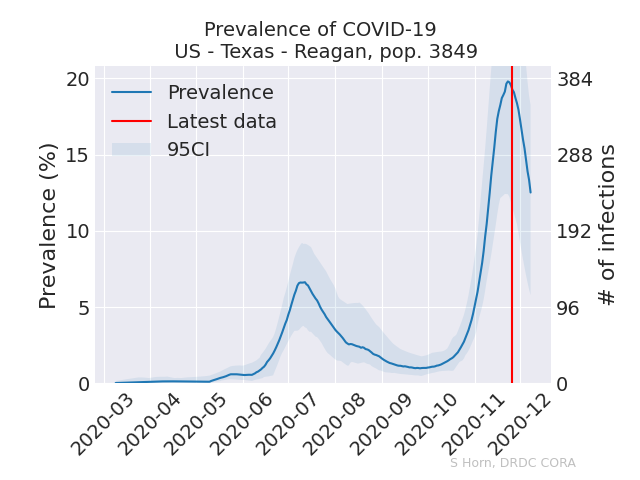 Prevalence of COVID-19
US - Texas - Reagan, pop. 3849
Prevalence
Latest data
95CI
Prevalence (%)
20
15
10
5
0
384
288
192
96
0
# of infections
2020-03
2020-04
2020-05
2020-06
2020-07
2020-08
2020-09
2020-10
2020-11
2020-12
S Horn, DRDC CORA